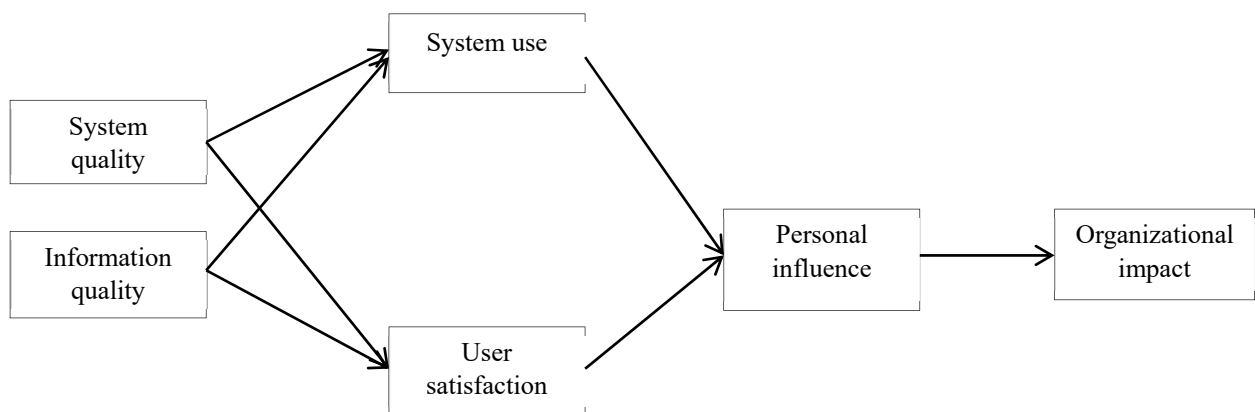 System use
System
quality
Information
quality
Personal
influence
Organizational
impact
User
satisfaction